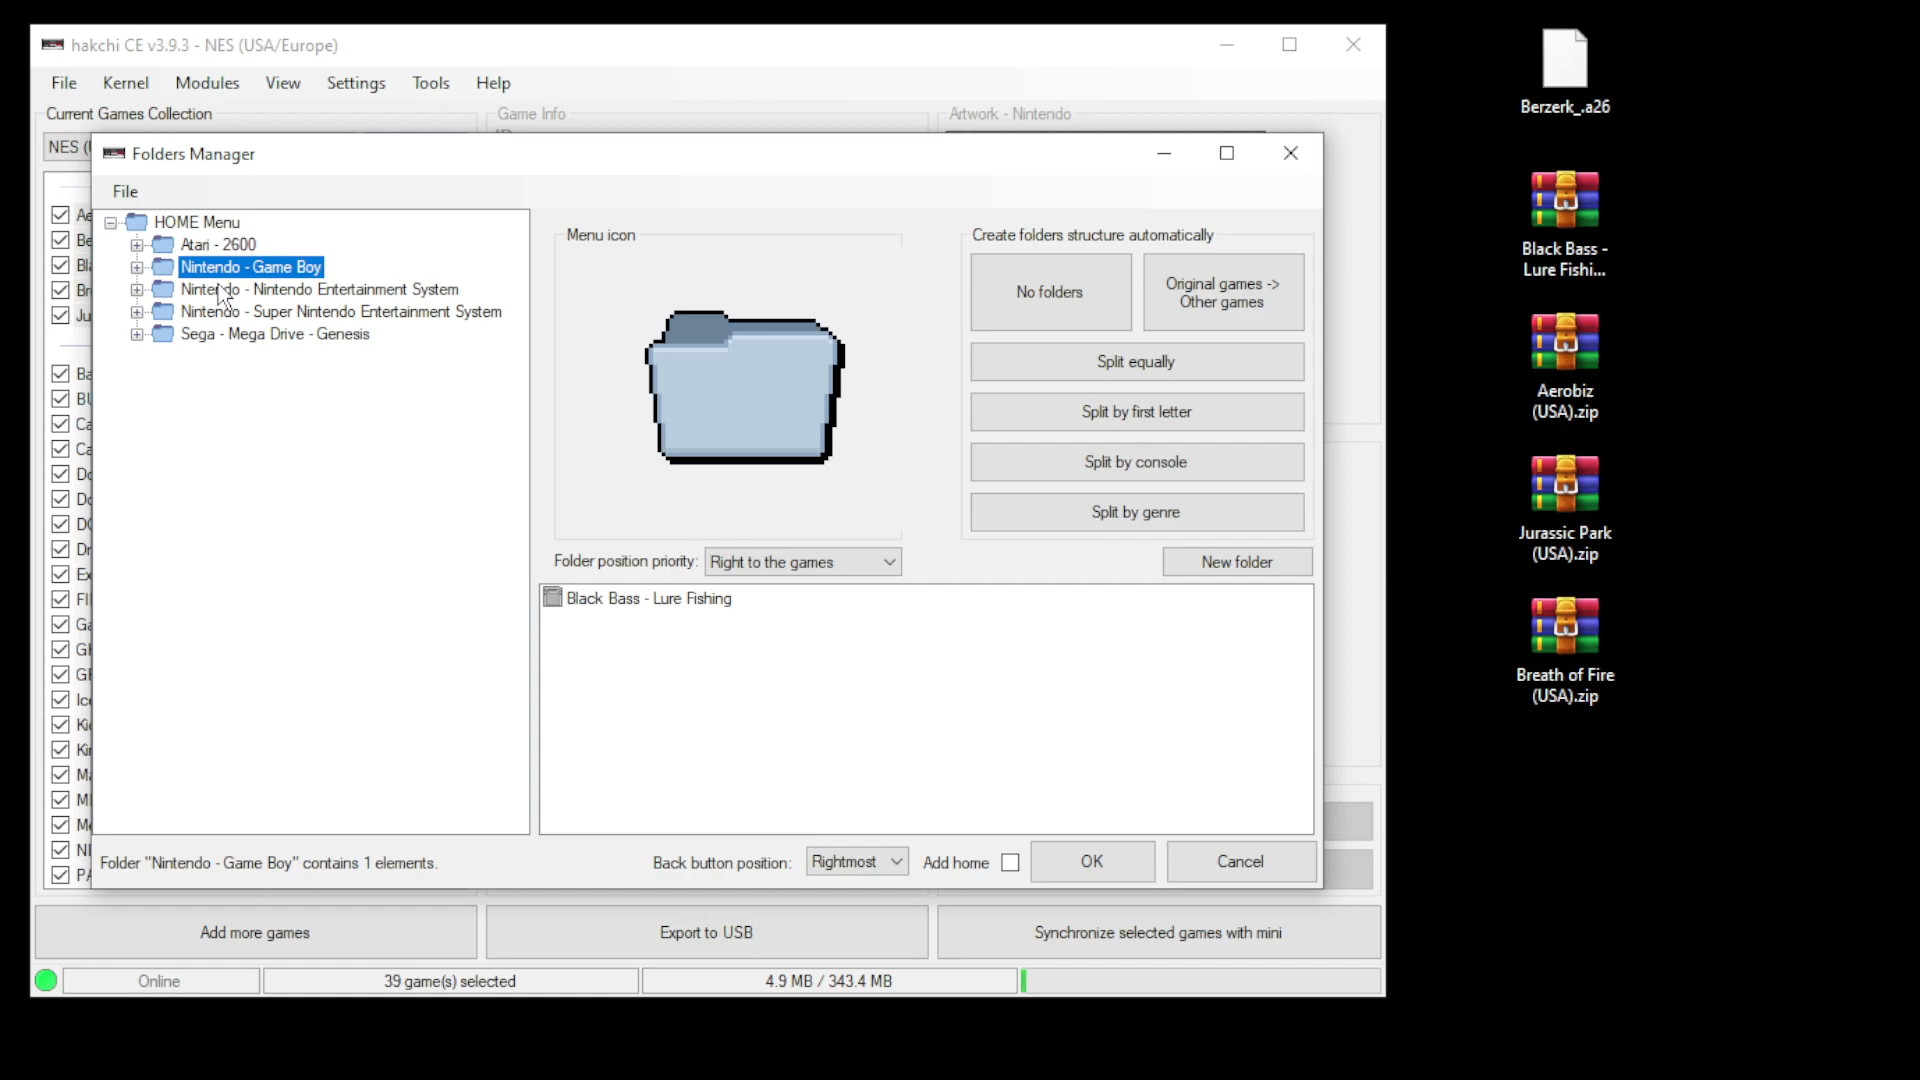 hakchi CE v3.9.3 - NES (USA/Europe)
File Kernel Modules View Settings Tools Help
Current Games Collection
Game Info
Artwork - Nintendo
NES (
Folders Manager
File
HOME Menu
Atari - 2600
Nintendo - Game Boy
Nintendo - Nintendo Entertainment System
Nintendo - Super Nintendo Entertainment System
Sega - Mega Drive - Genesis
Menu icon
Create folders structure automatically
No folders
Original games ->
Other games
Split equally
Split by first letter
Split by console
Split by genre
Folder position priority: Right to the games
New folder
Black Bass - Lure Fishing
Folder "Nintendo - Game Boy" contains 1 elements.
Back button position: Rightmost
Add home
OK
Cancel
Add more games
Export to USB
Synchronize selected games with mini
Online
39 game(s) selected
4.9 MB / 343.4 MB
Berzerk_.a26
Black Bass -
Lure Fishi...
Aerobiz
(USA).zip
Jurassic Park
(USA).zip
Breath of Fire
(USA).zip